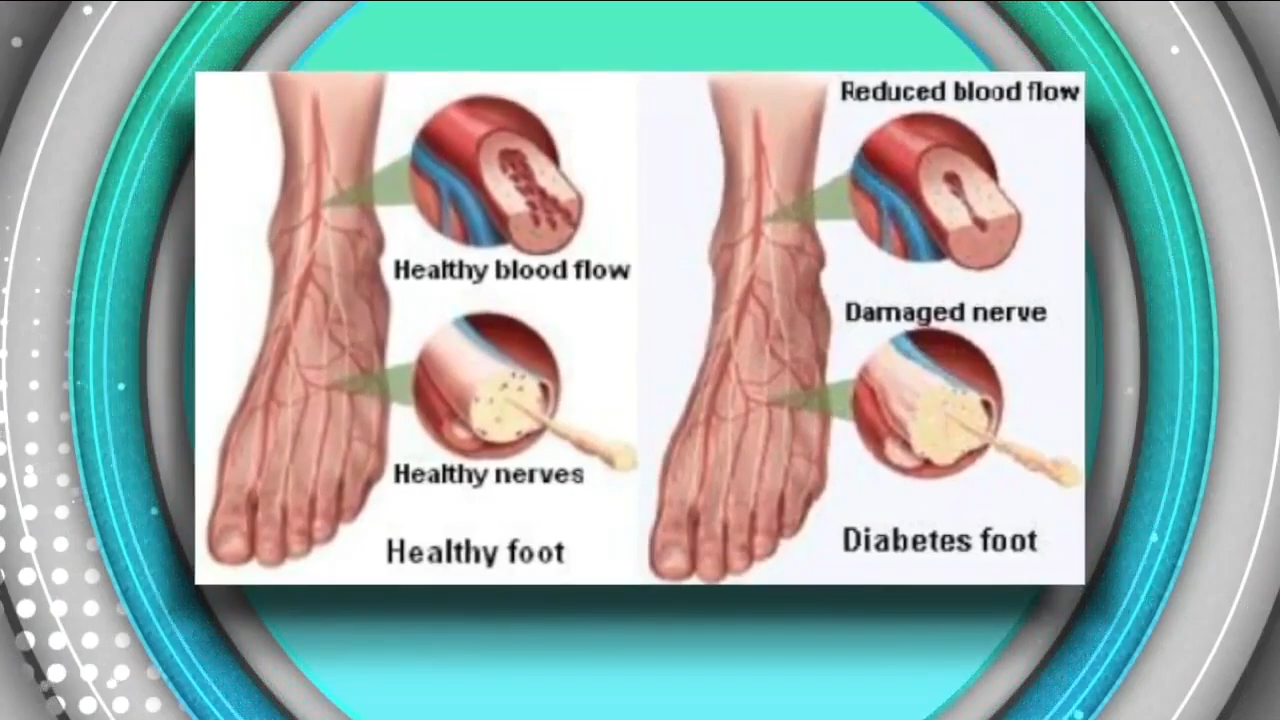 Healthy blood flow
Healthy nerves
Healthy foot
Reduced blood flow
Damaged nerve
Diabetes foot